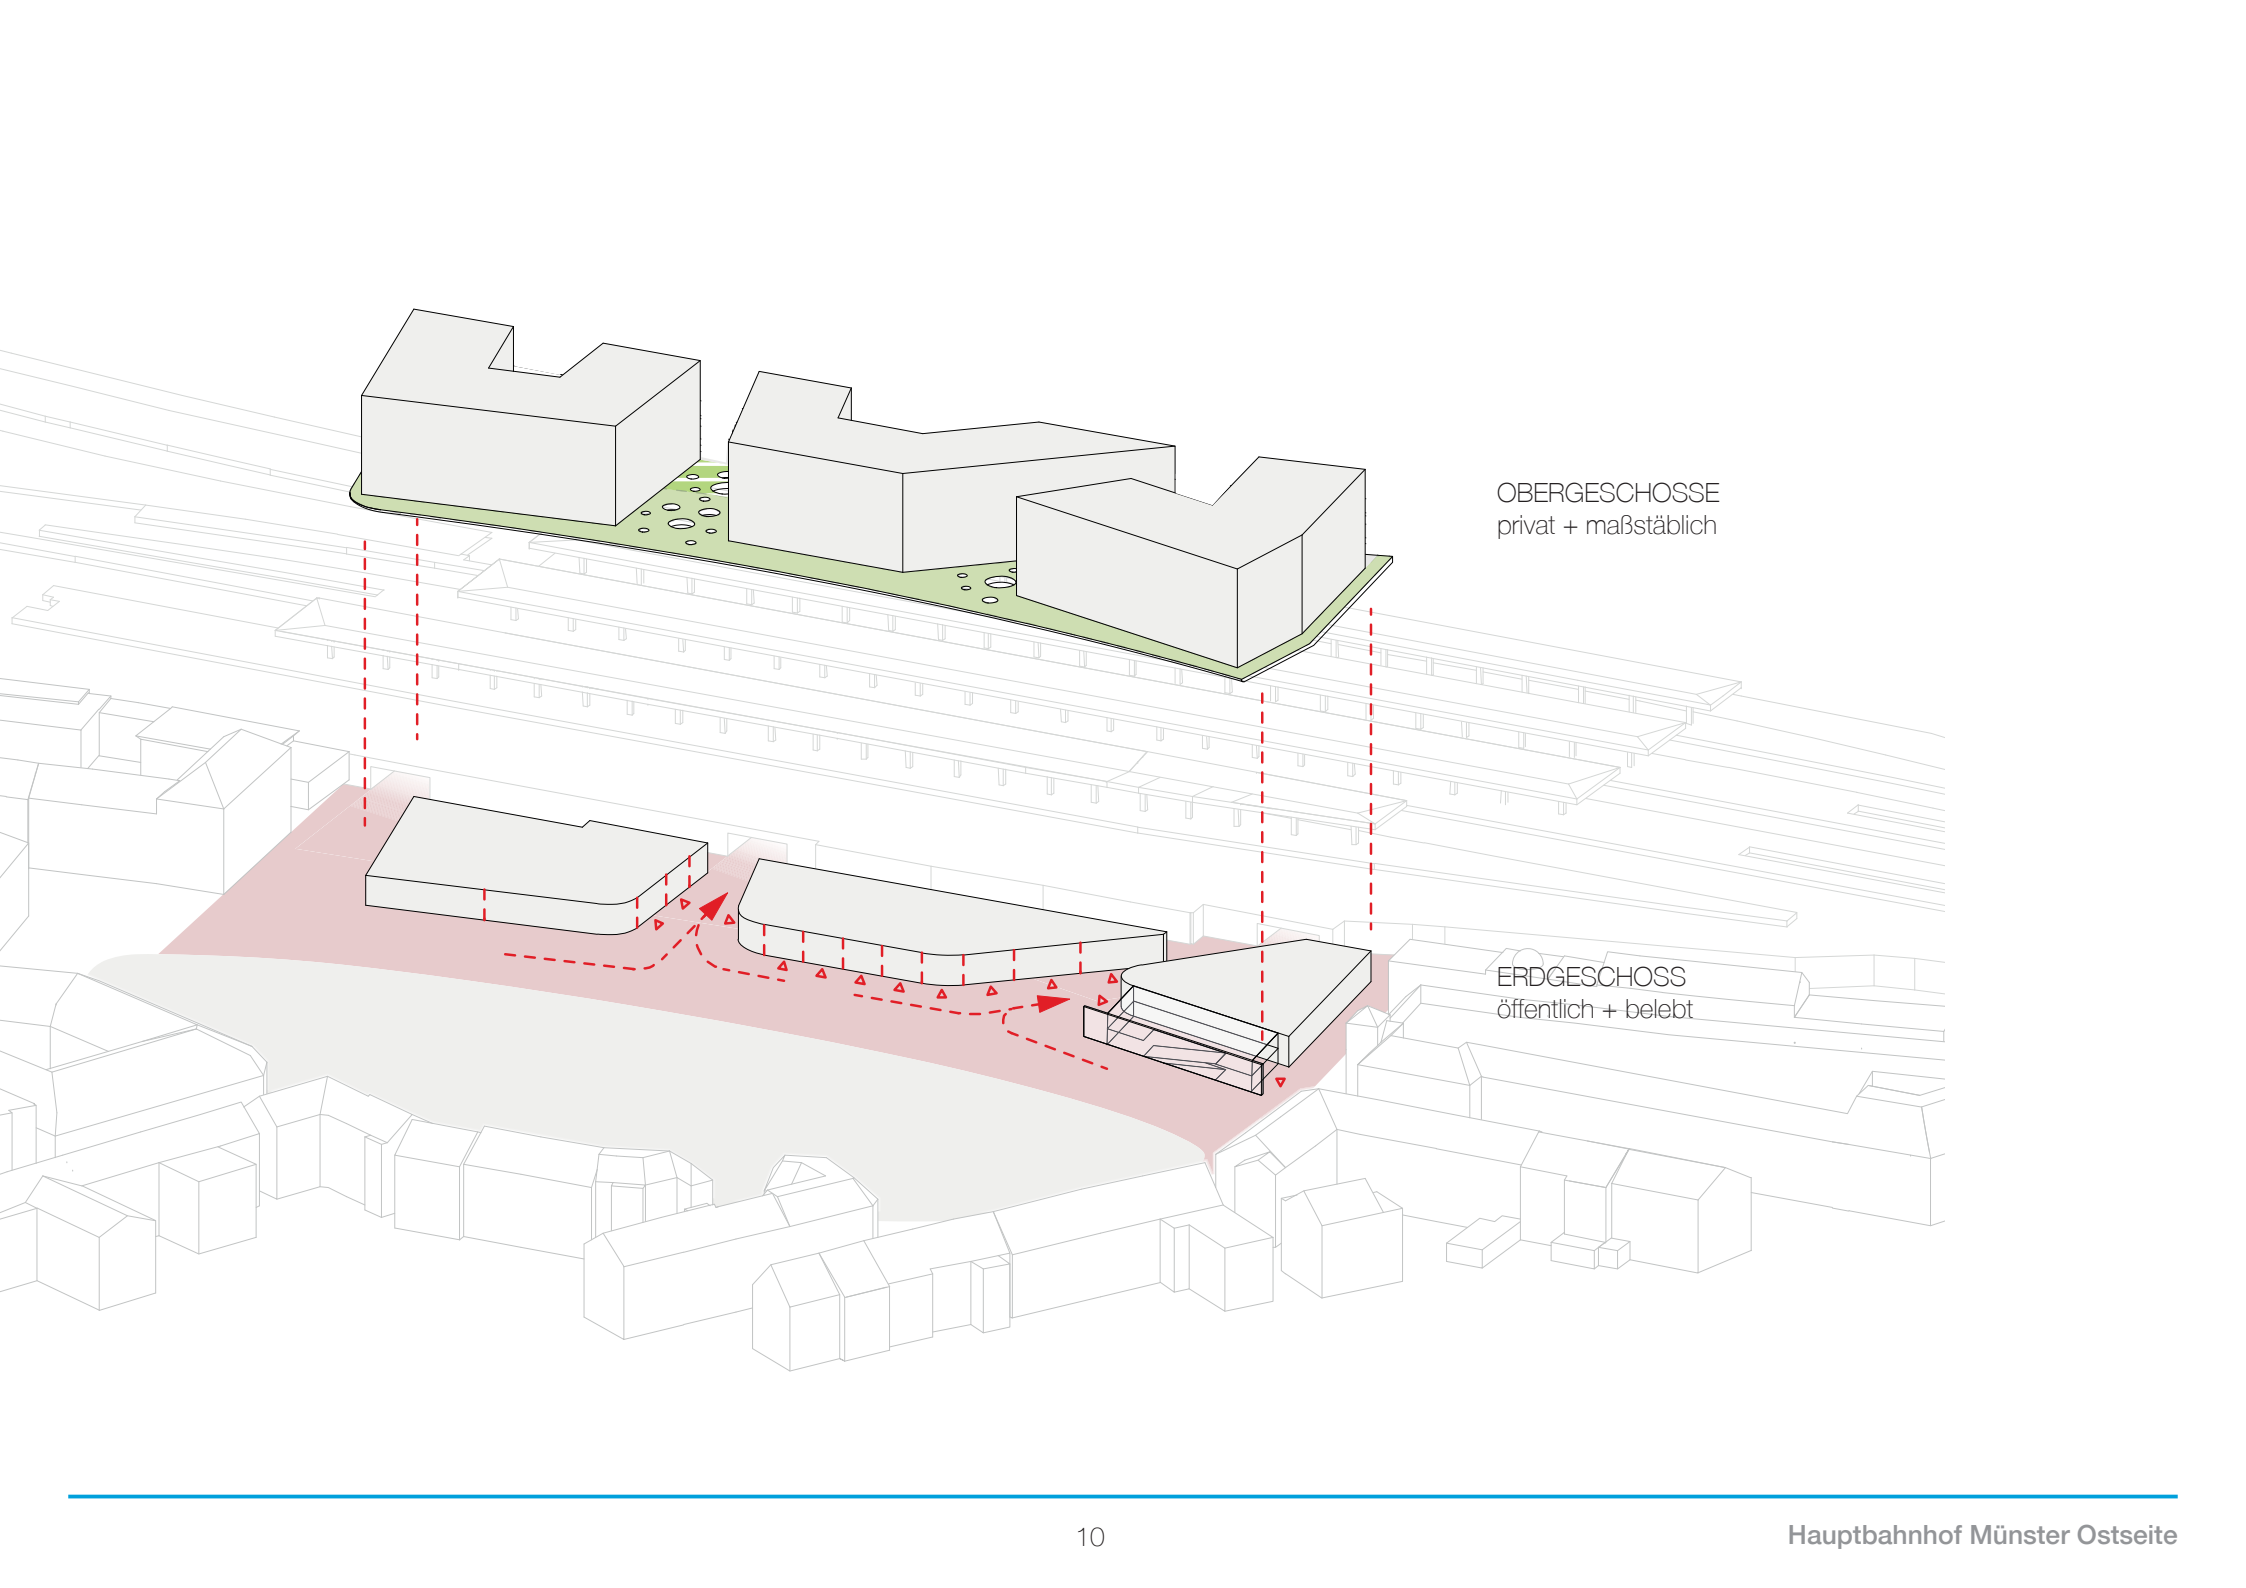 OBERGESCHOSSE
privat + maßstäblich
ERDGESCHOSS
öffentlich + belebt
10
Hauptbahnhof Münster Ostseite